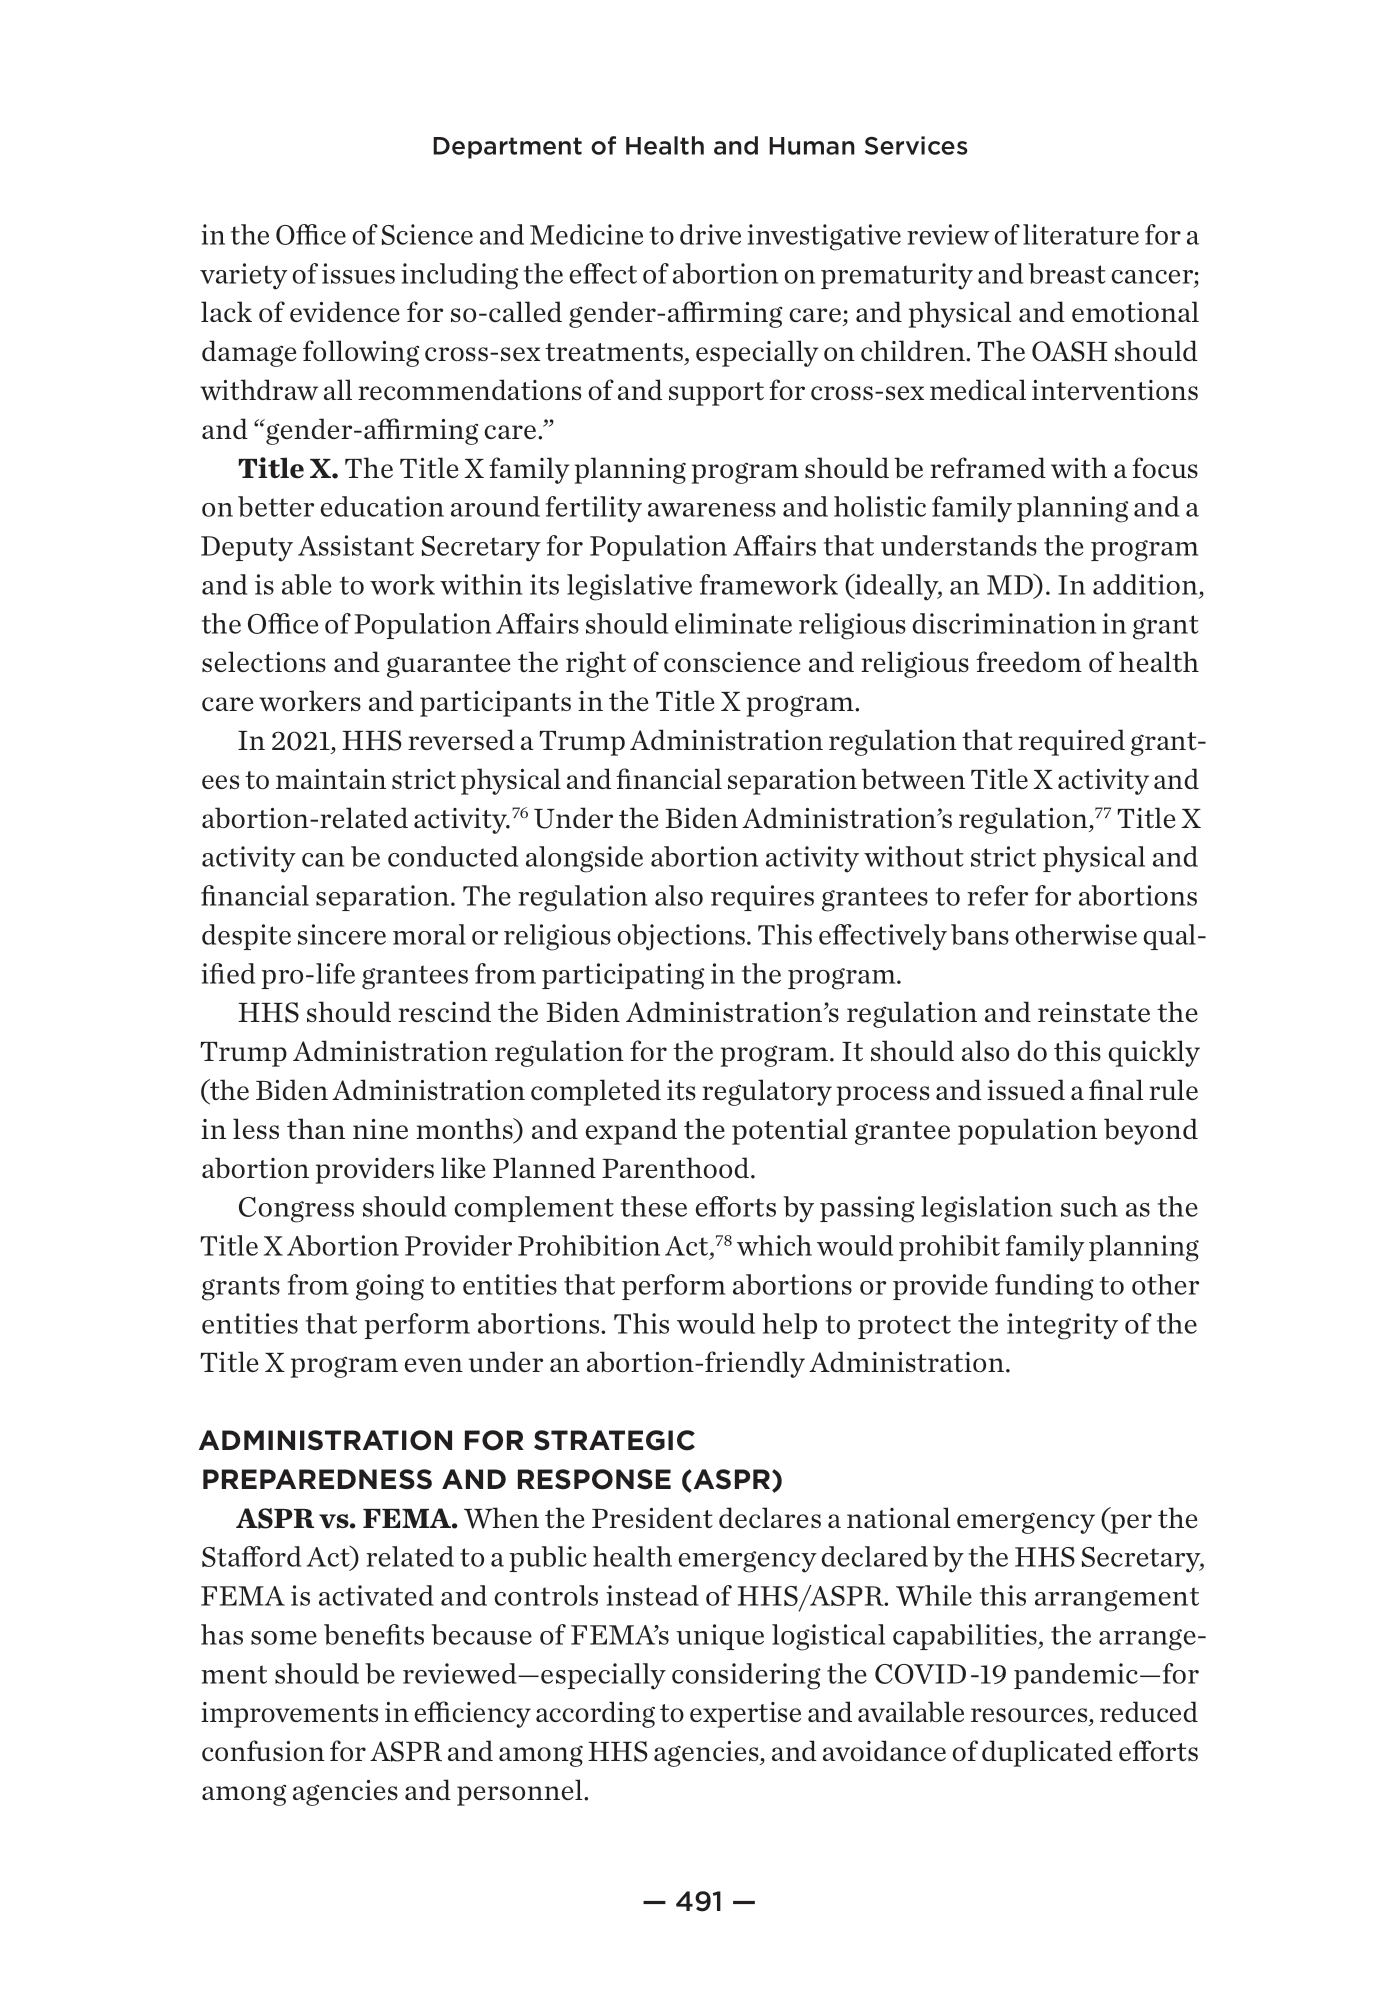 Department of Health and Human Services
in the Office of Science and Medicine to drive investigative review of literature for a
variety of issues including the effect of abortion on prematurity and breast cancer;
lack of evidence for so-called gender-affirming care; and physical and emotional
damage following cross-sex treatments, especially on children. The OASH should
withdraw all recommendations of and support for cross-sex medical interventions
and “gender-affirming care.”
Title X. The Title X family planning program should be reframed with a focus
on better education around fertility awareness and holistic family planning and a
Deputy Assistant Secretary for Population Affairs that understands the program
and is able to work within its legislative framework (ideally, an MD). In addition,
the Office of Population Affairs should eliminate religious discrimination in grant
selections and guarantee the right of conscience and religious freedom of health
care workers and participants in the Title X program.
In 2021, HHS reversed a Trump Administration regulation that required grant-
ees to maintain strict physical and financial separation between Title X activity and
abortion-related activity.76 Under the Biden Administration’s regulation,77 Title X
activity can be conducted alongside abortion activity without strict physical and
financial separation. The regulation also requires grantees to refer for abortions
despite sincere moral or religious objections. This effectively bans otherwise qual-
ified pro-life grantees from participating in the program.
HHS should rescind the Biden Administration’s regulation and reinstate the
Trump Administration regulation for the program. It should also do this quickly
(the Biden Administration completed its regulatory process and issued a final rule
in less than nine months) and expand the potential grantee population beyond
abortion providers like Planned Parenthood.
Congress should complement these efforts by passing legislation such as the
Title X Abortion Provider Prohibition Act,78 which would prohibit family planning
grants from going to entities that perform abortions or provide funding to other
entities that perform abortions. This would help to protect the integrity of the
Title X program even under an abortion-friendly Administration.
ADMINISTRATION FOR STRATEGIC
PREPAREDNESS AND RESPONSE (ASPR)
ASPR vs. FEMA. When the President declares a national emergency (per the
Stafford Act) related to a public health emergency declared by the HHS Secretary,
FEMA is activated and controls instead of HHS/ASPR. While this arrangement
has some benefits because of FEMA’s unique logistical capabilities, the arrange-
ment should be reviewed—especially considering the COVID-19 pandemic—for
improvements in efficiency according to expertise and available resources, reduced
confusion for ASPR and among HHS agencies, and avoidance of duplicated efforts
among agencies and personnel.
— 491 —